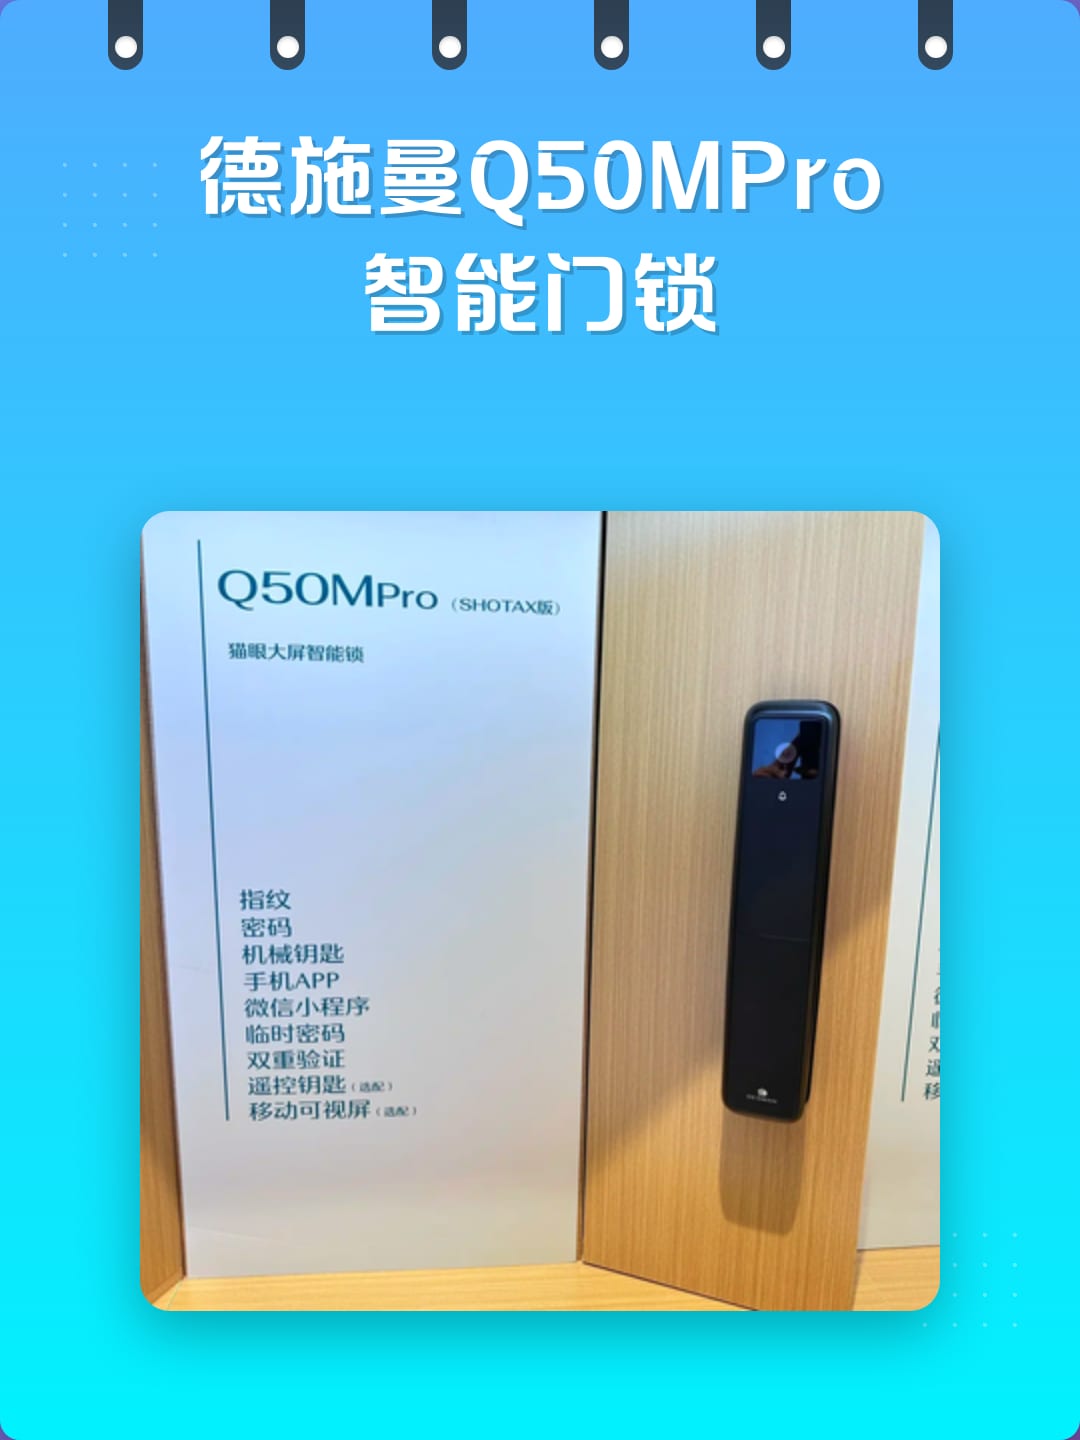 德施曼Q50MPro
智能门锁
Q50MPro（SHOTAX版）
猫眼大屏智能锁
指纹
密码
机械钥匙
手机APP
微信小程序
临时密码
双重验证
遥控钥匙（选配）
移动可视屏（选配）